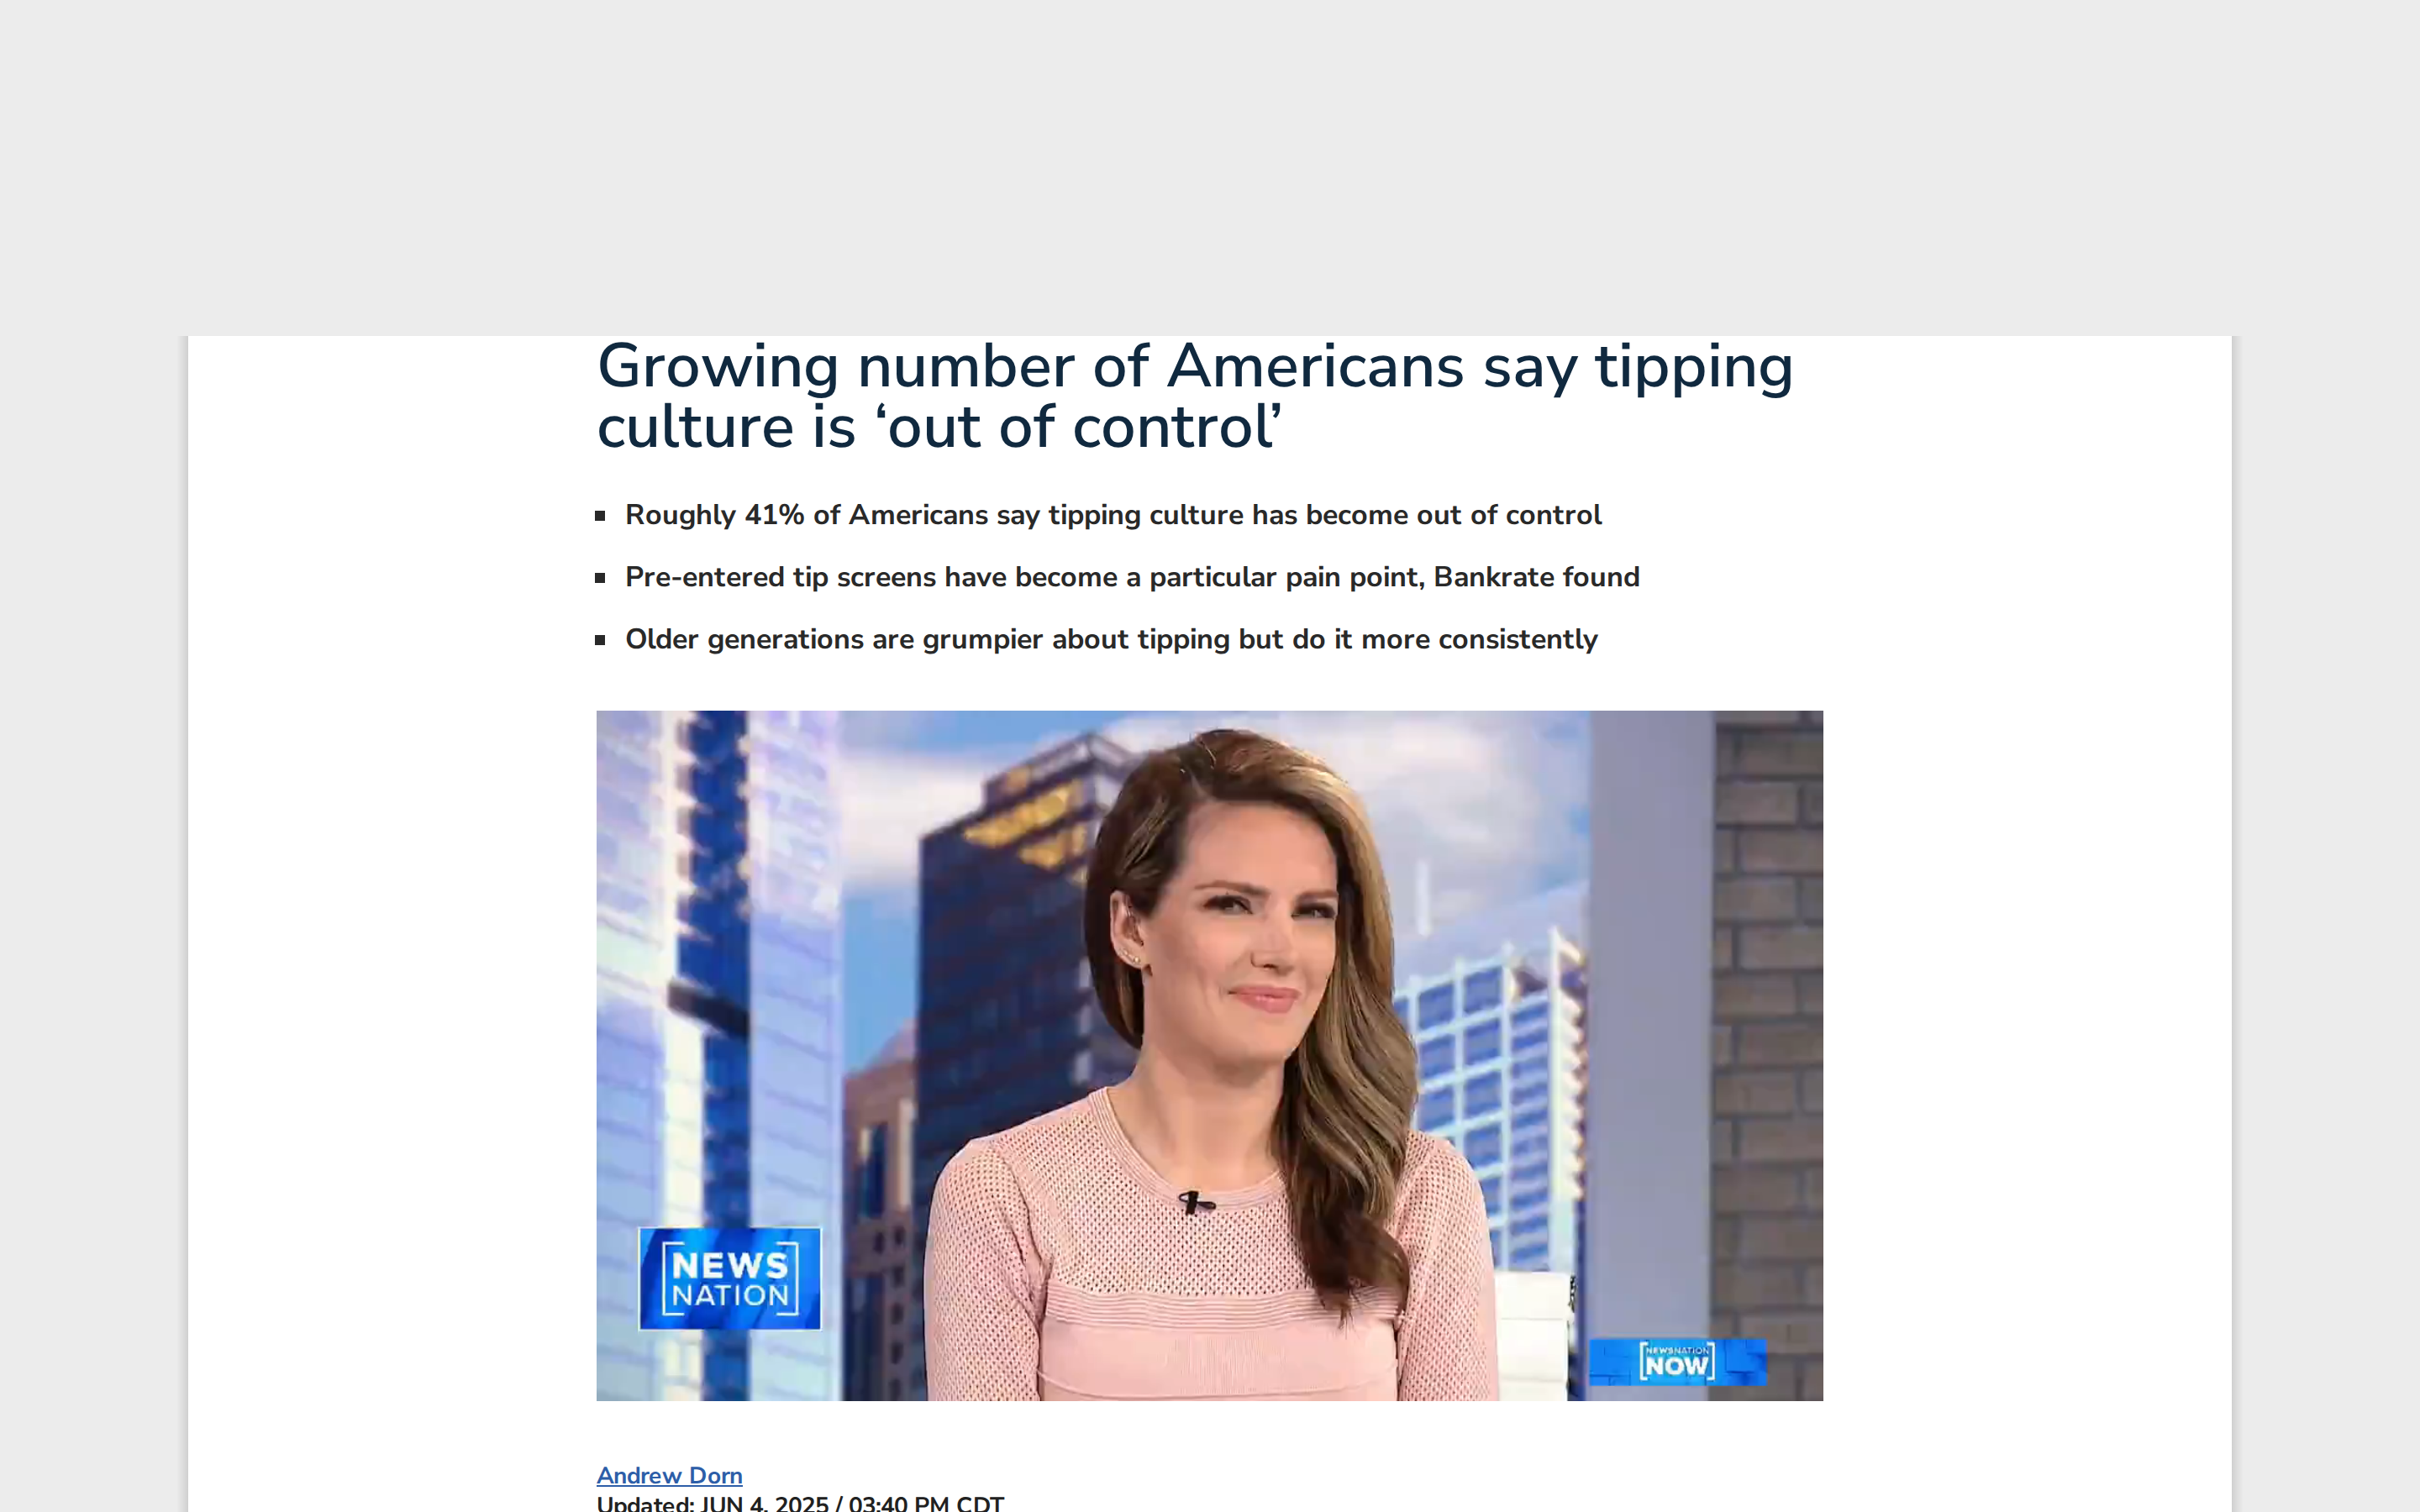 Growing number of Americans say tipping
culture is ‘out of control’
Roughly 41% of Americans say tipping culture has become out of control
Pre-entered tip screens have become a particular pain point, Bankrate found
Older generations are grumpier about tipping but do it more consistently
NEWS
NATION
NEWSNATION
NOW
Andrew Dorn
Updated: JUN 4, 2025 / 03:40 PM CDT